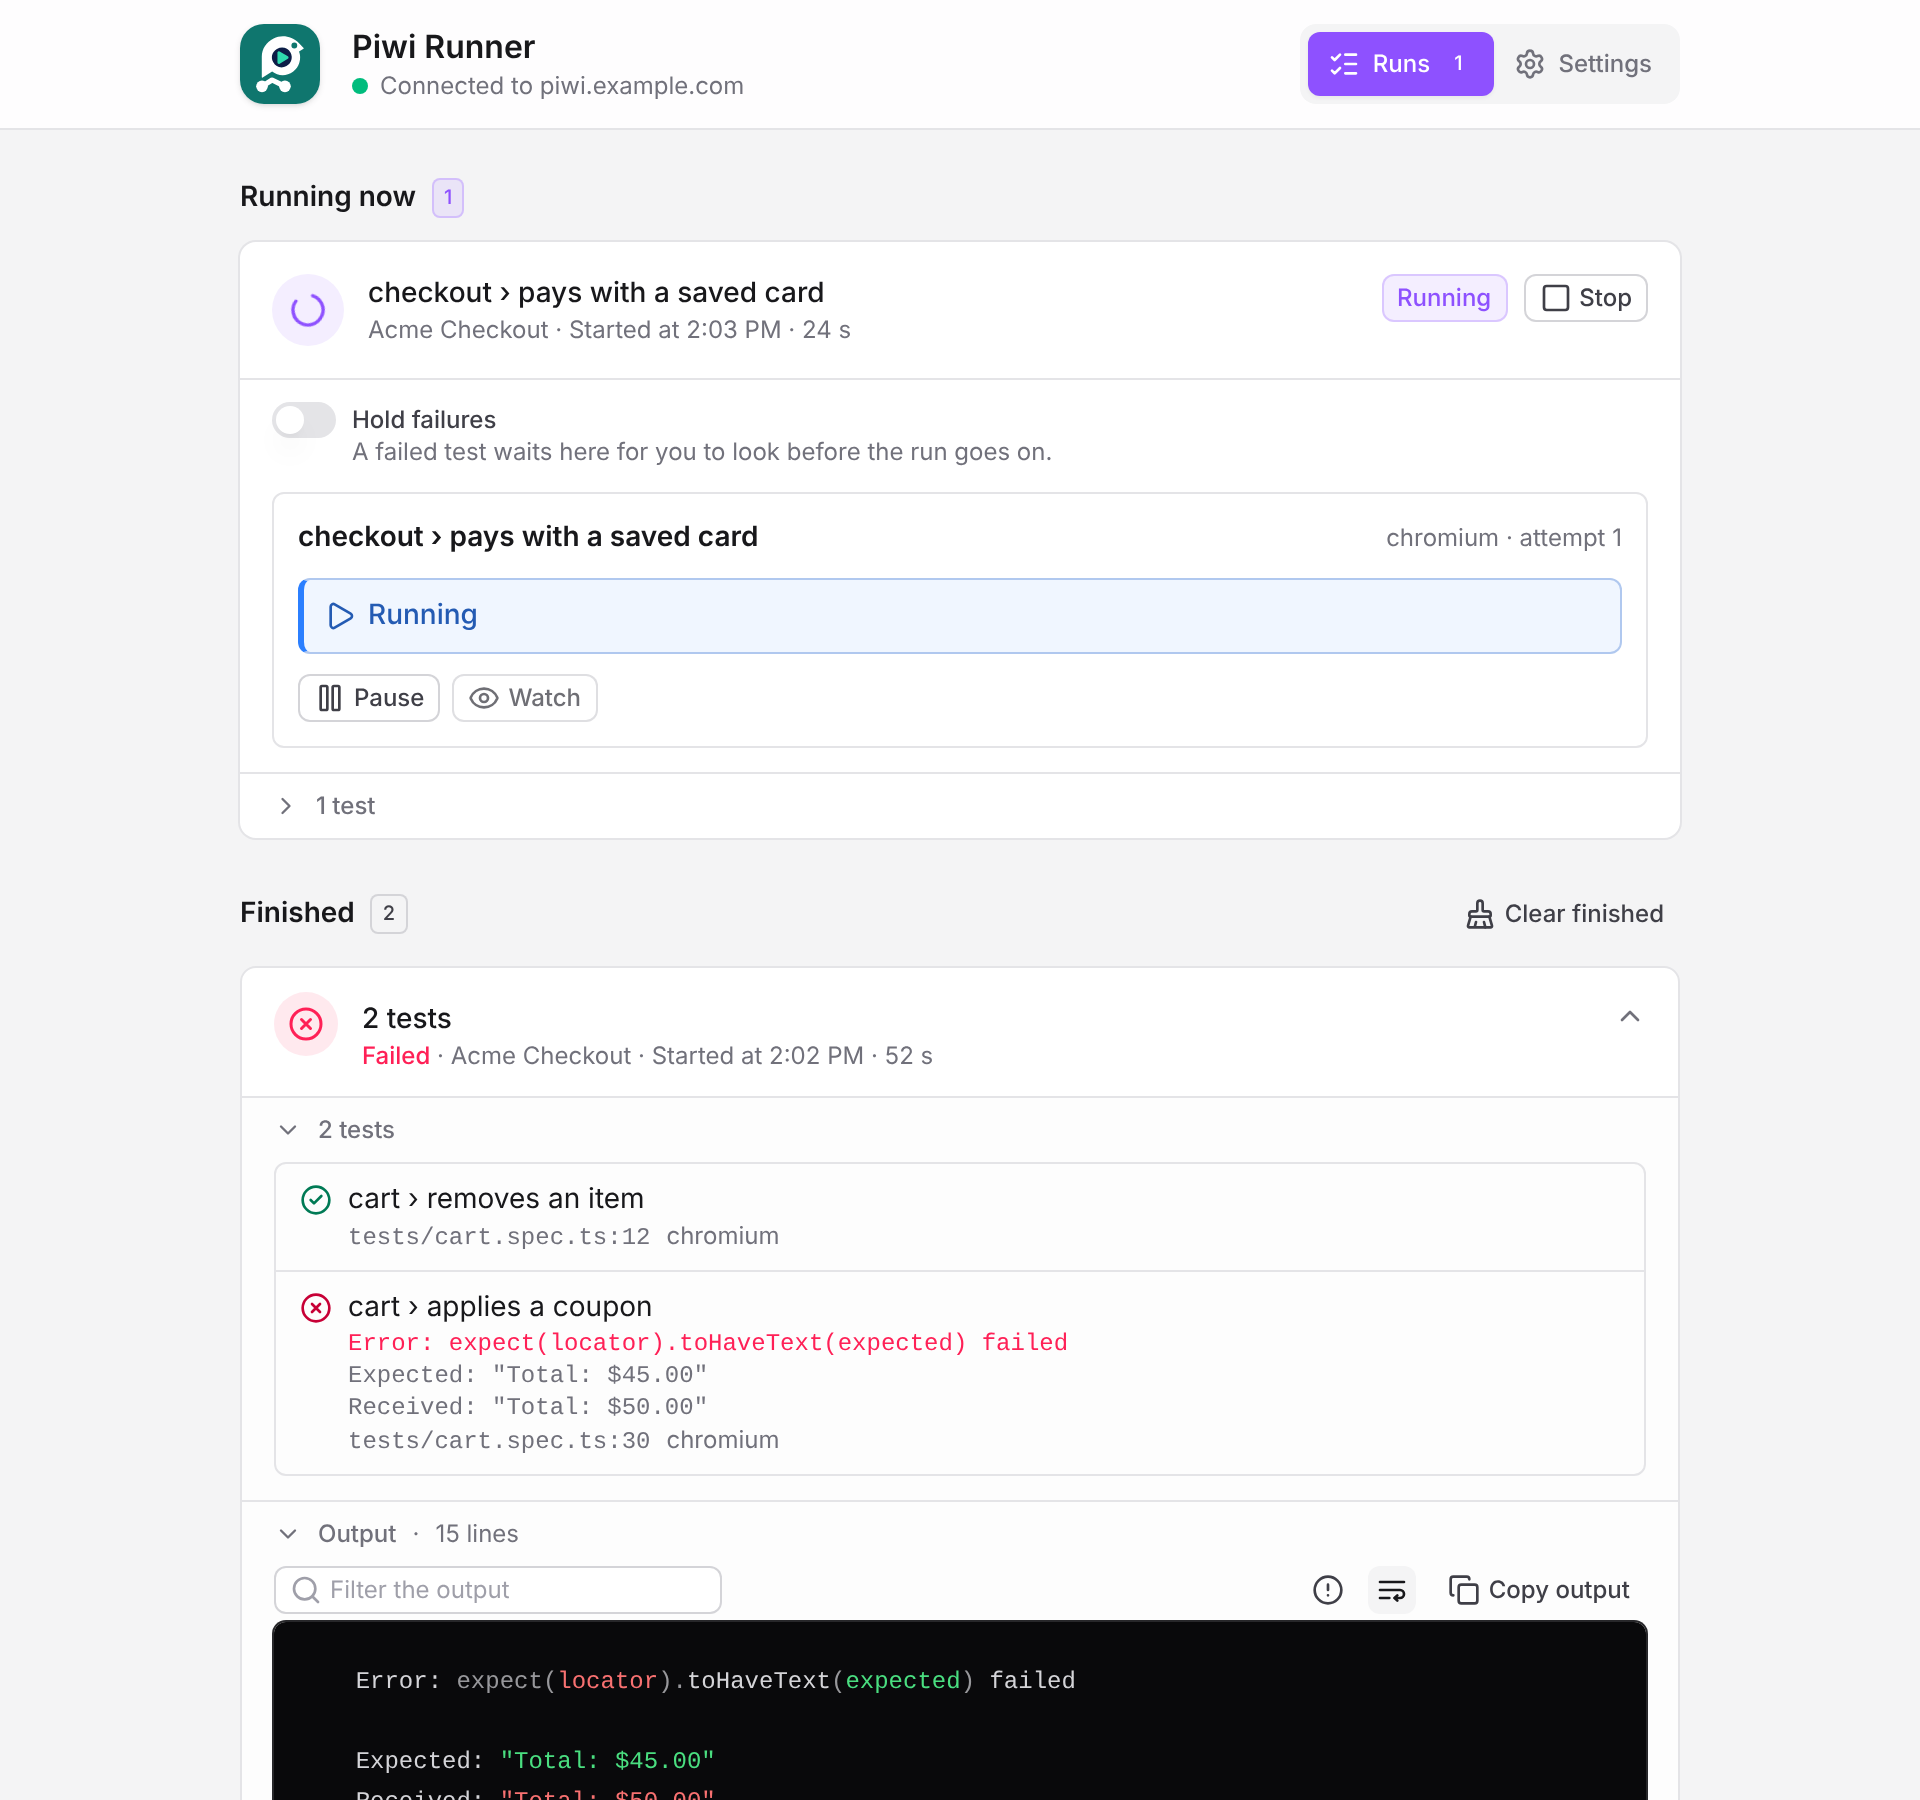 Piwi Runner
Connected to piwi.example.com
Runs 1
Settings
Running now 1
checkout › pays with a saved card
Acme Checkout · Started at 2:03 PM · 24 s
Running
Stop
Hold failures
A failed test waits here for you to look before the run goes on.
checkout › pays with a saved card
chromium · attempt 1
Running
Pause
Watch
1 test
Finished 2
Clear finished
2 tests
Failed · Acme Checkout · Started at 2:02 PM · 52 s
2 tests
cart › removes an item
tests/cart.spec.ts:12 chromium
cart › applies a coupon
Error: expect(locator).toHaveText(expected) failed
Expected: "Total: $45.00"
Received: "Total: $50.00"
tests/cart.spec.ts:30 chromium
Output · 15 lines
Filter the output
Copy output
Error: expect(locator).toHaveText(expected) failed
Expected: "Total: $45.00"
Received: "Total: $50.00"